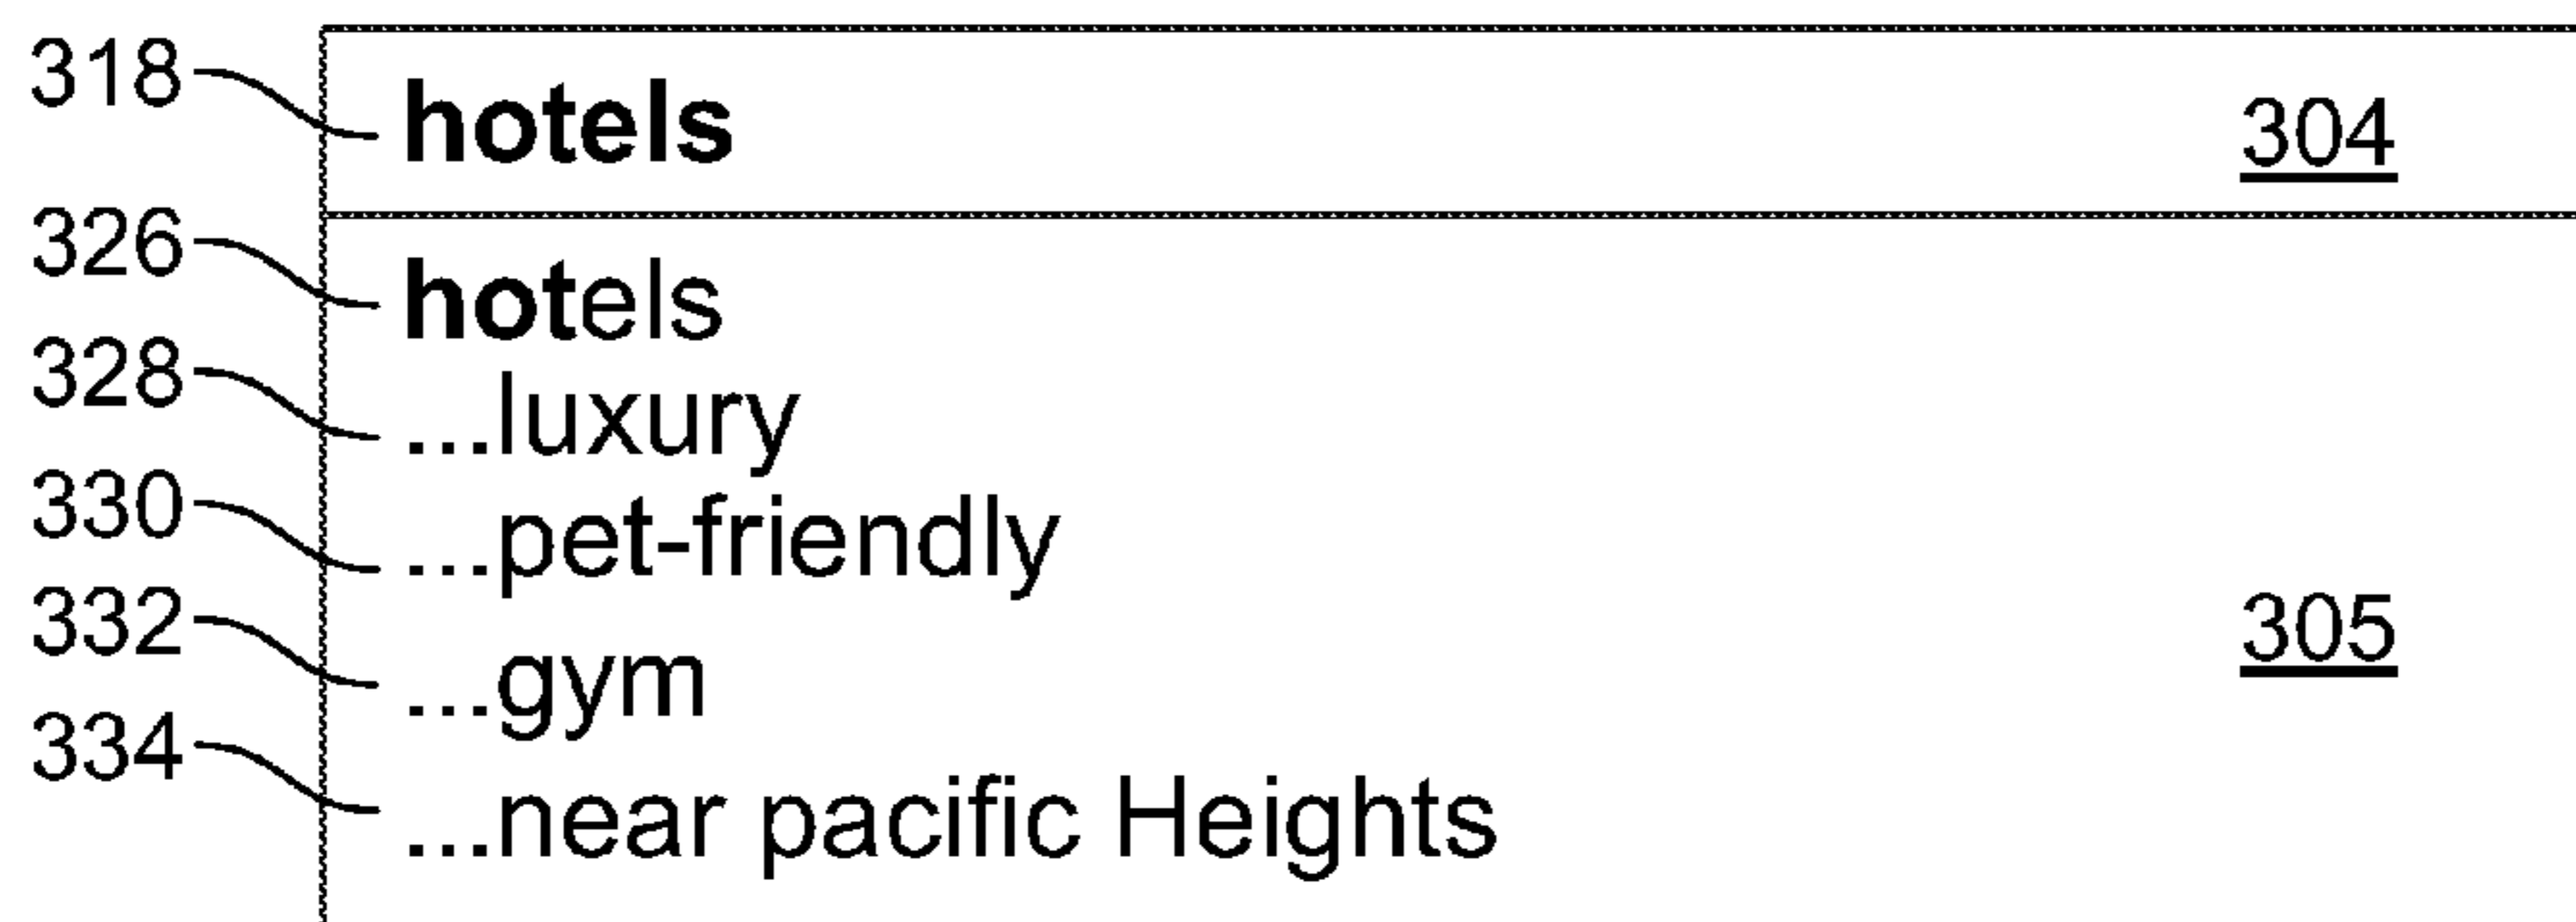 318 hotels 304
326 hotels
328 ...luxury
330 ...pet-friendly
332 ...gym 305
334 ...near pacific Heights